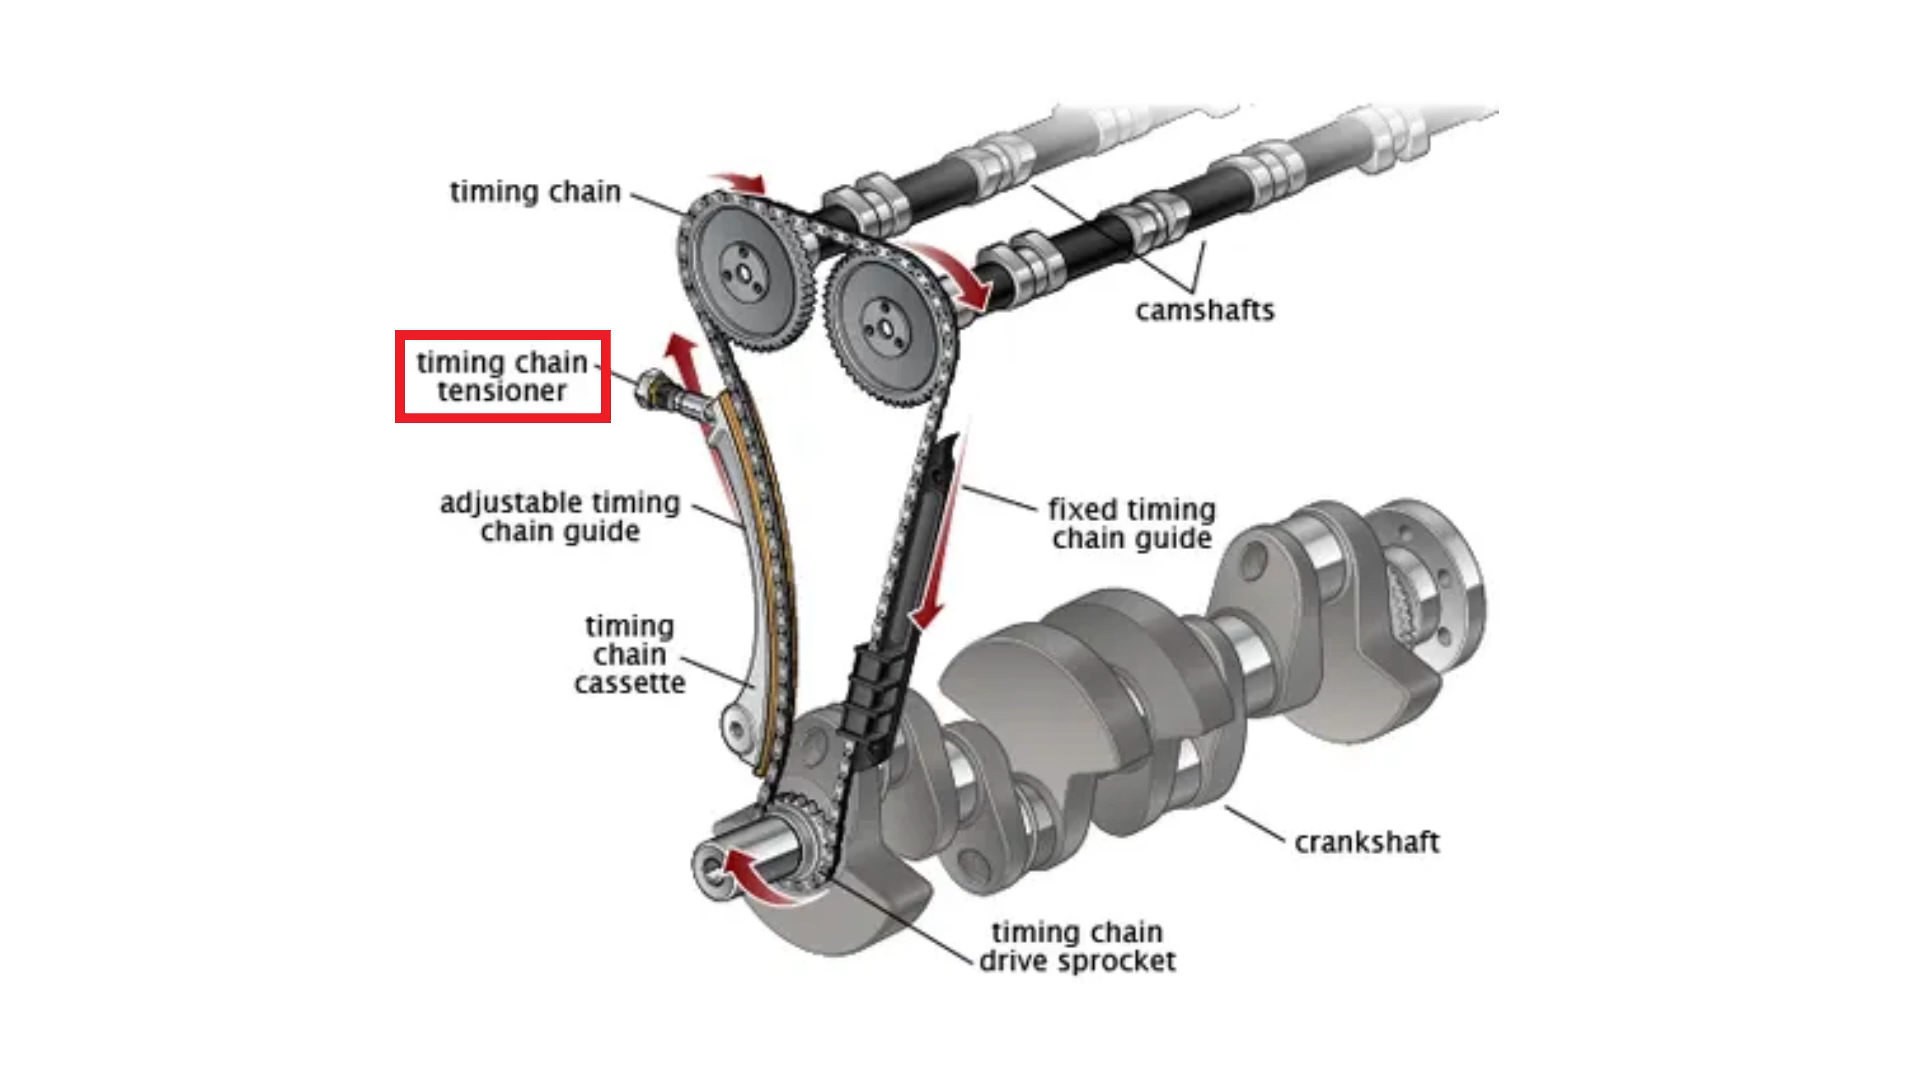 timing chain
camshafts
timing chain
tensioner
adjustable timing
chain guide
fixed timing
chain guide
timing
chain
cassette
crankshaft
timing chain
drive sprocket